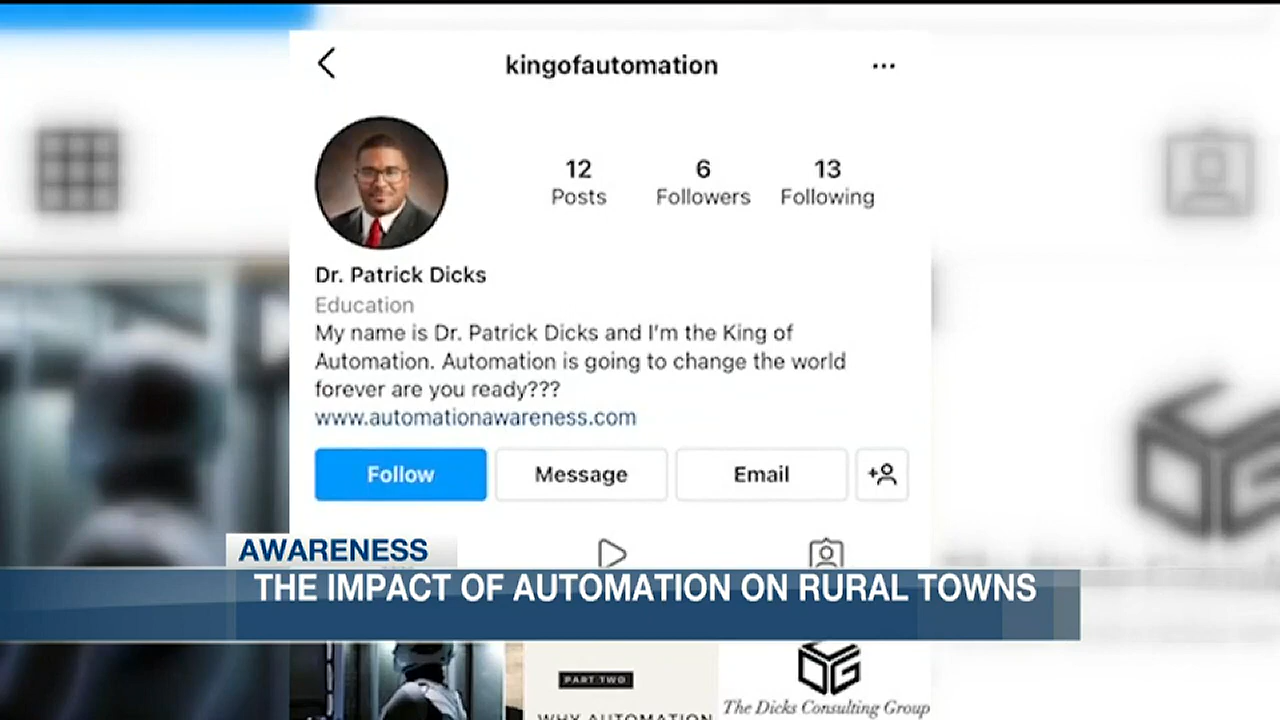 kingofautomation
12 6 13
Posts Followers Following
Dr. Patrick Dicks
Education
My name is Dr. Patrick Dicks and I'm the King of
Automation. Automation is going to change the world
forever are you ready???
www.automationawareness.com
Follow Message Email
AWARENESS
THE IMPACT OF AUTOMATION ON RURAL TOWNS
PART TWO
WHY AUTOMATION
The Dicks Consulting Group